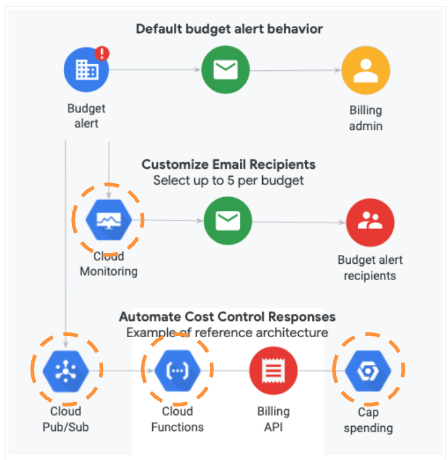 Default budget alert behavior
Budget
alert
Billing
admin
Customize Email Recipients
Select up to 5 per budget
Cloud
Monitoring
Budget alert
recipients
Automate Cost Control Responses
Example of reference architecture
Cloud
Pub/Sub
Cloud
Functions
Billing
API
Cap
spending